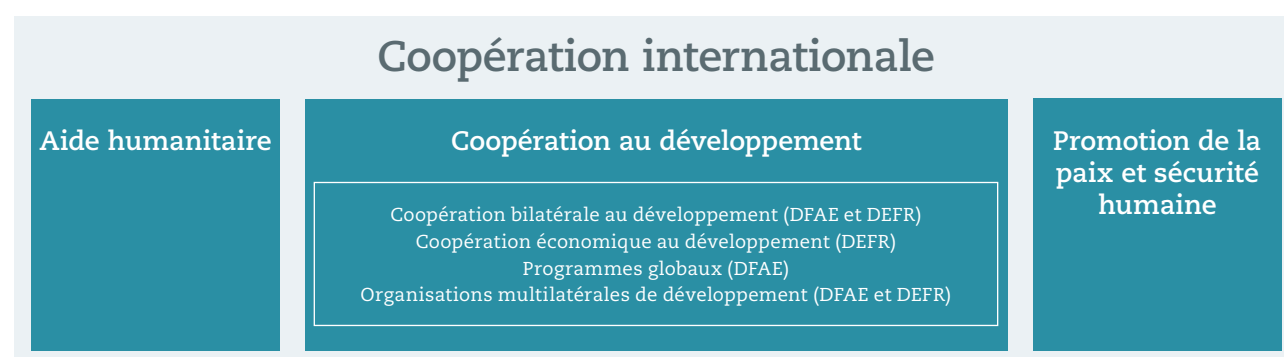 Coopération internationale
Aide humanitaire
Coopération au développement
Coopération bilatérale au développement (DFAE et DEFR)
Coopération économique au développement (DEFR)
Programmes globaux (DFAE)
Organisations multilatérales de développement (DFAE et DEFR)
Promotion de la
paix et sécurité
humaine